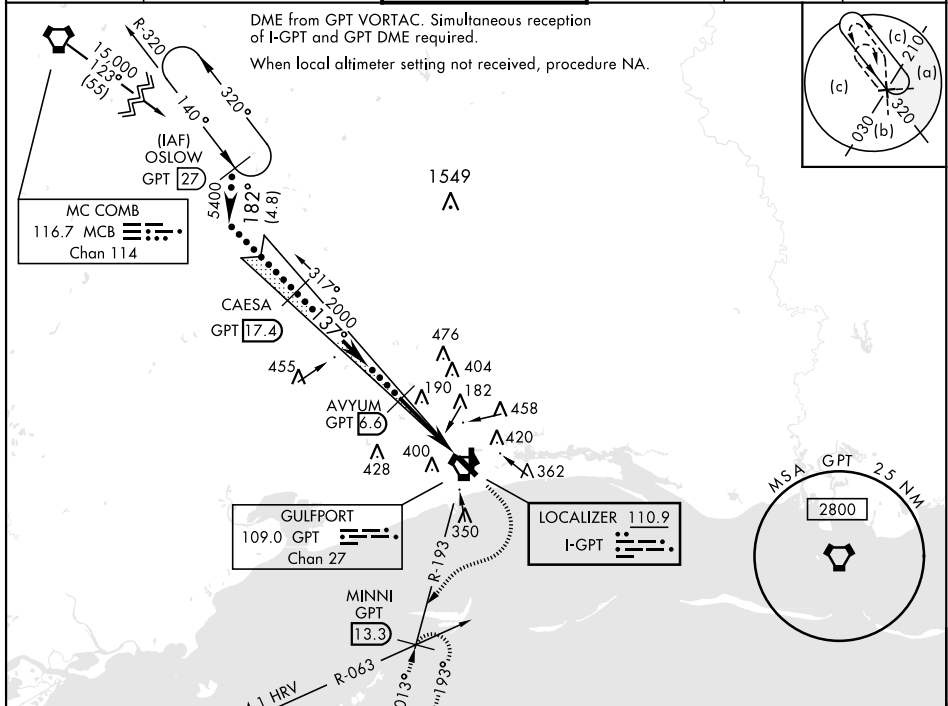 DME from GPT VORTAC. Simultaneous reception
of I-GPT and GPT DME required.
When local altimeter setting not received, procedure NA.
R-320
15,000
123°
(55)
140°
320°
(IAF)
OSLOW
GPT 27
5400
182°
(4.8)
MC COMB
116.7 MCB
Chan 114
(c)
210
(a)
(c)
(b)
030
320
1549
317°
2000
137°
CAESA
GPT 17.4
455
476
404
190
182
458
AVYUM
GPT 6.6
420
428
400
362
350
GULFPORT
109.0 GPT
Chan 27
LOCALIZER 110.9
I-GPT
MSA GPT 25 NM
2800
R-193
MINNI
GPT
13.3
R-063
013°
193°
HRV